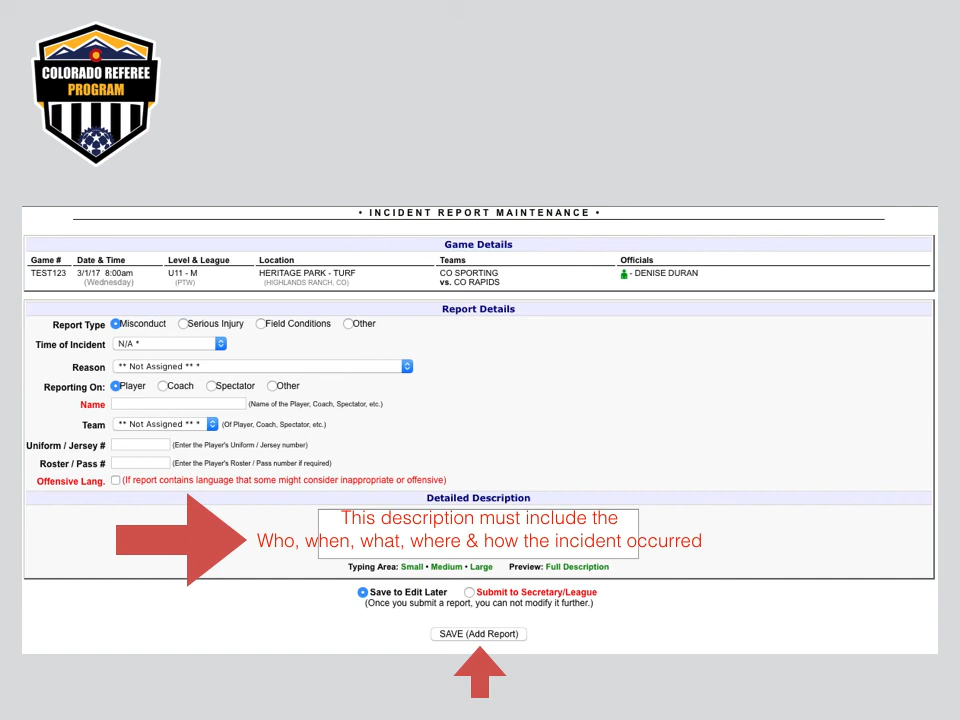 COLORADO REFEREE
PROGRAM
• INCIDENT REPORT MAINTENANCE •
Game Details
Game # Date & Time Level & League Location Teams Officials
TEST123 3/1/17 8:00am U11 - M HERITAGE PARK - TURF CO SPORTING - DENISE DURAN
(Wednesday) (PTW) (HIGHLANDS RANCH, CO) vs. CO RAPIDS
Report Details
Report Type Misconduct Serious Injury Field Conditions Other
Time of Incident N/A *
Reason ** Not Assigned ** *
Reporting On: Player Coach Spectator Other
Name (Name of the Player, Coach, Spectator, etc.)
Team ** Not Assigned ** * (Of Player, Coach, Spectator, etc.)
Uniform / Jersey # (Enter the Player's Uniform / Jersey number)
Roster / Pass # (Enter the Player's Roster / Pass number if required)
Offensive Lang. (If report contains language that some might consider inappropriate or offensive)
Detailed Description
This description must include the
Who, when, what, where & how the incident occurred
Typing Area: Small • Medium • Large Preview: Full Description
Save to Edit Later Submit to Secretary/League
(Once you submit a report, you can not modify it further.)
SAVE (Add Report)